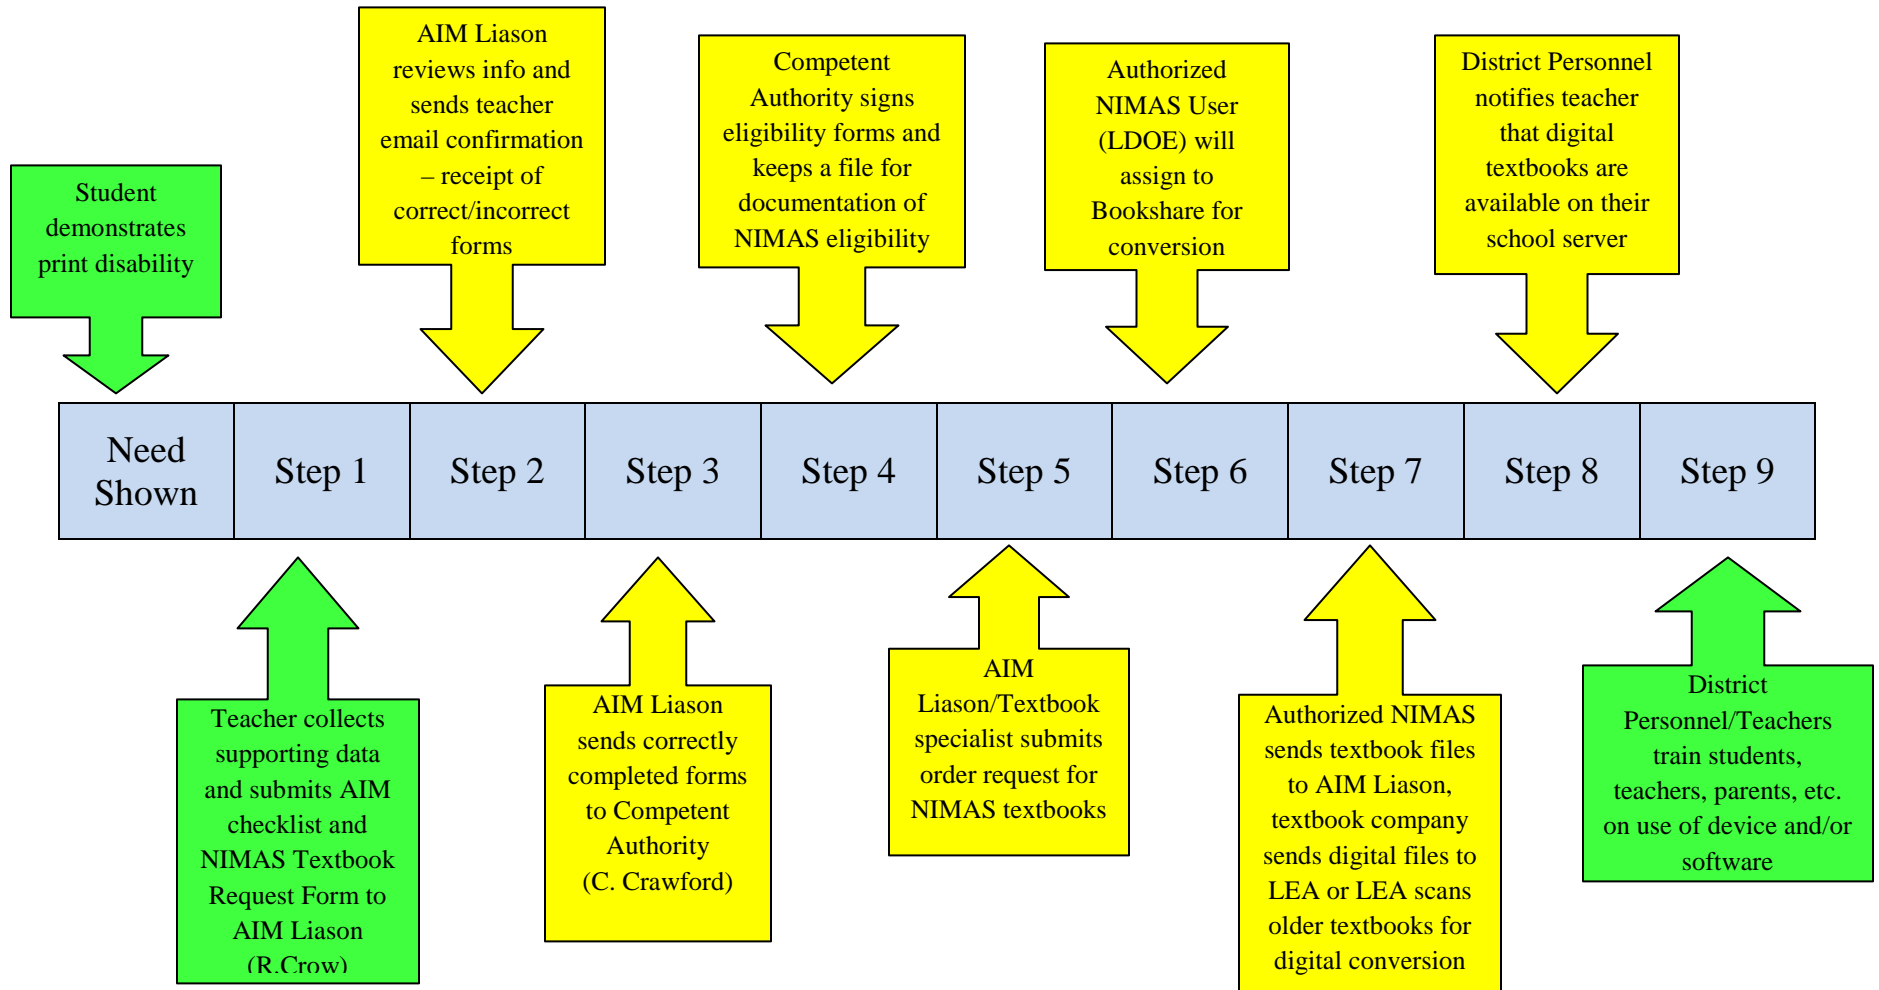 Student
demonstrates
print disability
AIM Liason
reviews info and
sends teacher
email confirmation
– receipt of
correct/incorrect
forms
Competent
Authority signs
eligibility forms and
keeps a file for
documentation of
NIMAS eligibility
Authorized
NIMAS User
(LDOE) will
assign to
Bookshare for
conversion
District Personnel
notifies teacher
that digital
textbooks are
available on their
school server
Need
Shown
Step 1
Step 2
Step 3
Step 4
Step 5
Step 6
Step 7
Step 8
Step 9
Teacher collects
supporting data
and submits AIM
checklist and
NIMAS Textbook
Request Form to
AIM Liason
(R.Crow)
AIM Liason
sends correctly
completed forms
to Competent
Authority
(C. Crawford)
AIM
Liason/Textbook
specialist submits
order request for
NIMAS textbooks
Authorized NIMAS
sends textbook files
to AIM Liason,
textbook company
sends digital files to
LEA or LEA scans
older textbooks for
digital conversion
District
Personnel/Teachers
train students,
teachers, parents, etc.
on use of device and/or
software